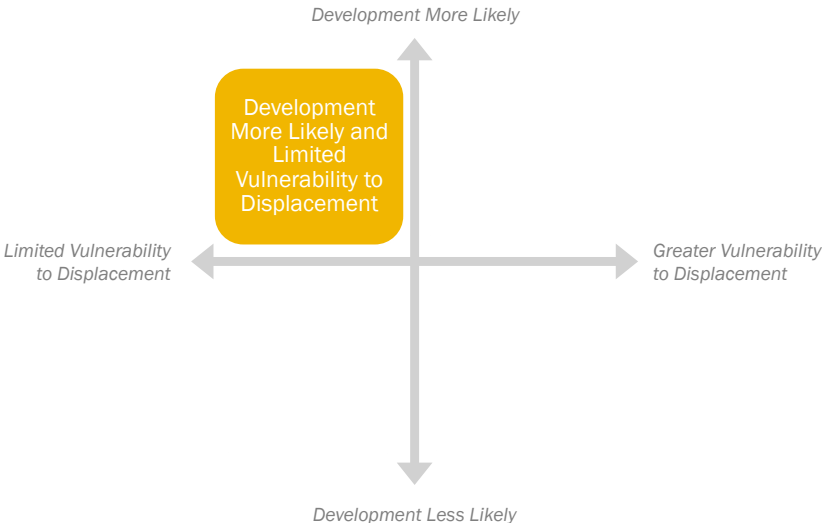 Development More Likely
Development
More Likely and
Limited
Vulnerability to
Displacement
Limited Vulnerability
to Displacement
Greater Vulnerability
to Displacement
Development Less Likely